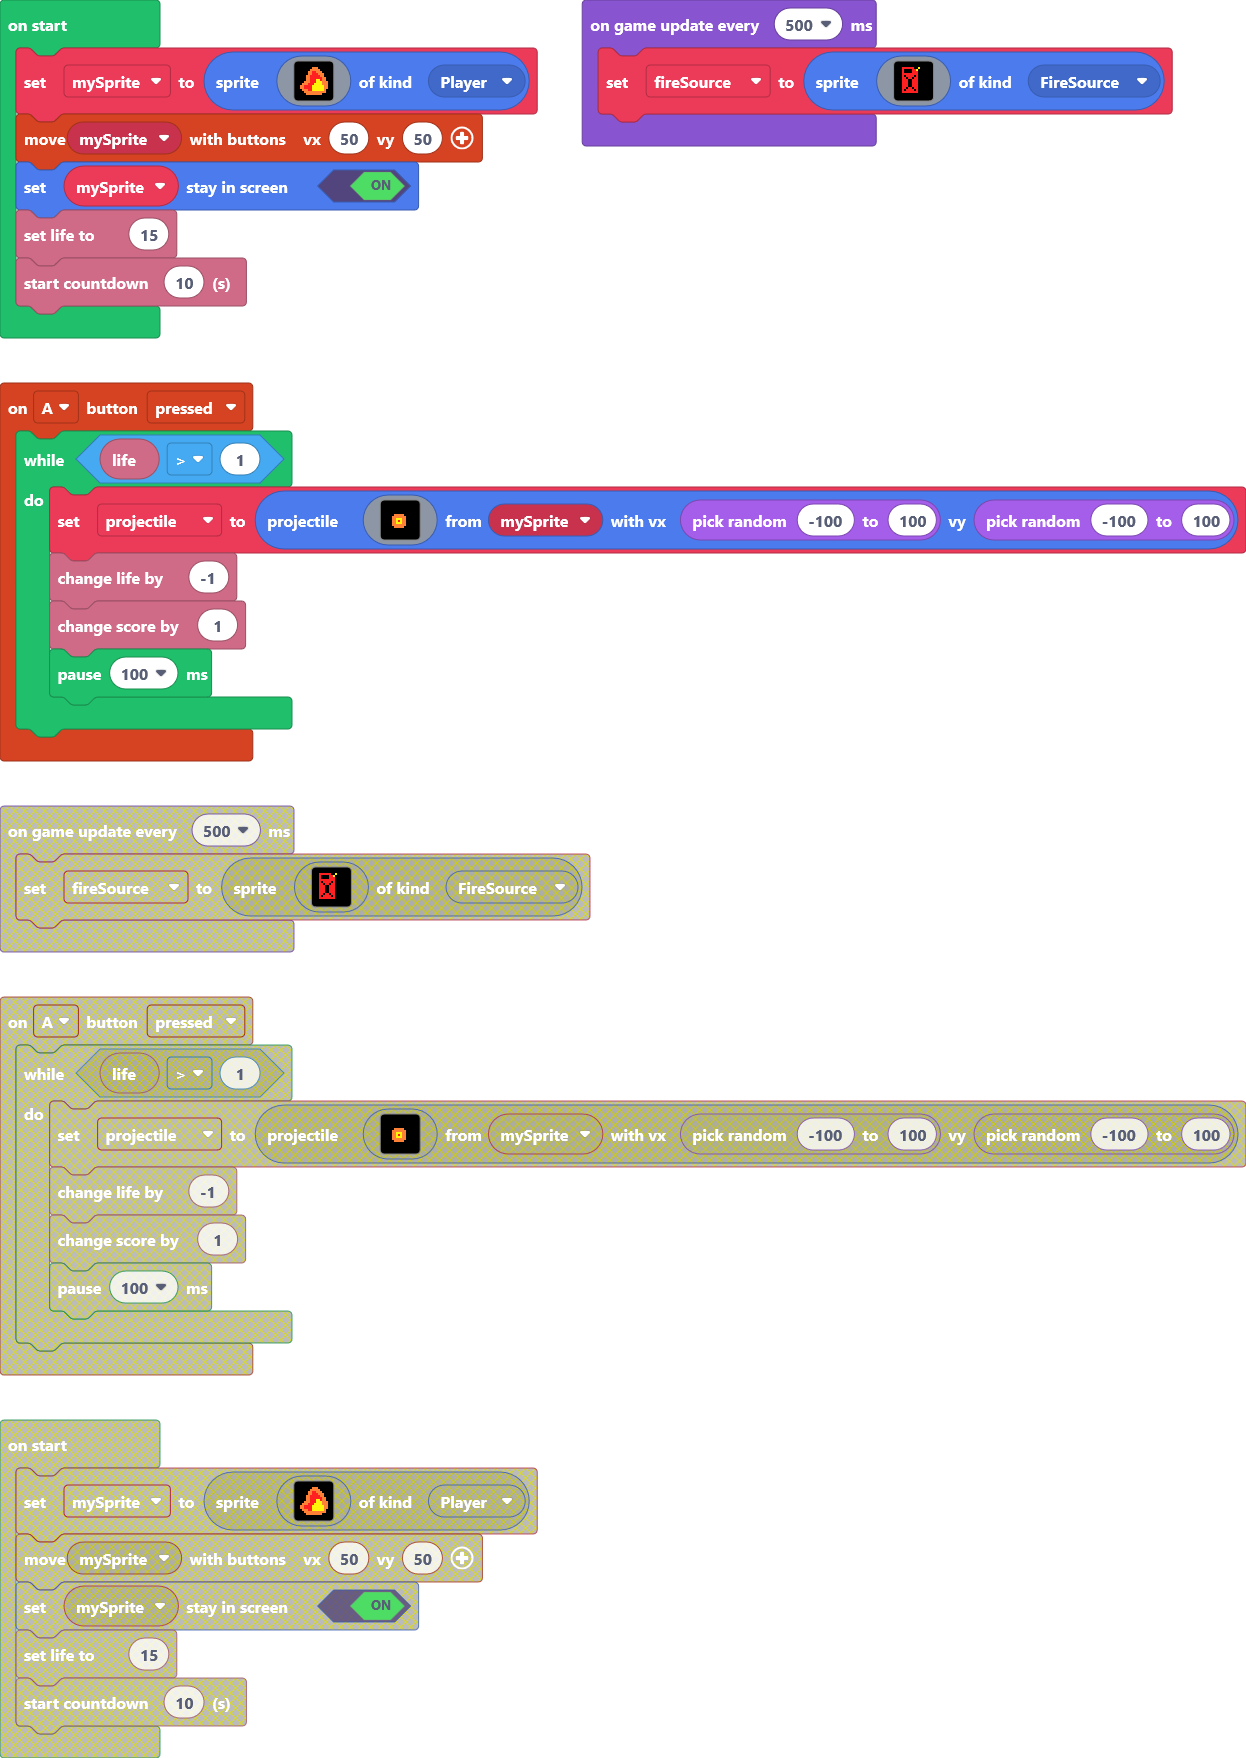 on start
set mySprite to sprite of kind Player
move mySprite with buttons vx 50 vy 50
set mySprite stay in screen ON
set life to 15
start countdown 10 (s)
on game update every 500 ms
set fireSource to sprite of kind FireSource
on A button pressed
while life > 1
do
set projectile to projectile from mySprite with vx pick random -100 to 100 vy pick random -100 to 100
change life by -1
change score by 1
pause 100 ms
on game update every 500 ms
set fireSource to sprite of kind FireSource
on A button pressed
while life > 1
do
set projectile to projectile from mySprite with vx pick random -100 to 100 vy pick random -100 to 100
change life by -1
change score by 1
pause 100 ms
on start
set mySprite to sprite of kind Player
move mySprite with buttons vx 50 vy 50
set mySprite stay in screen ON
set life to 15
start countdown 10 (s)